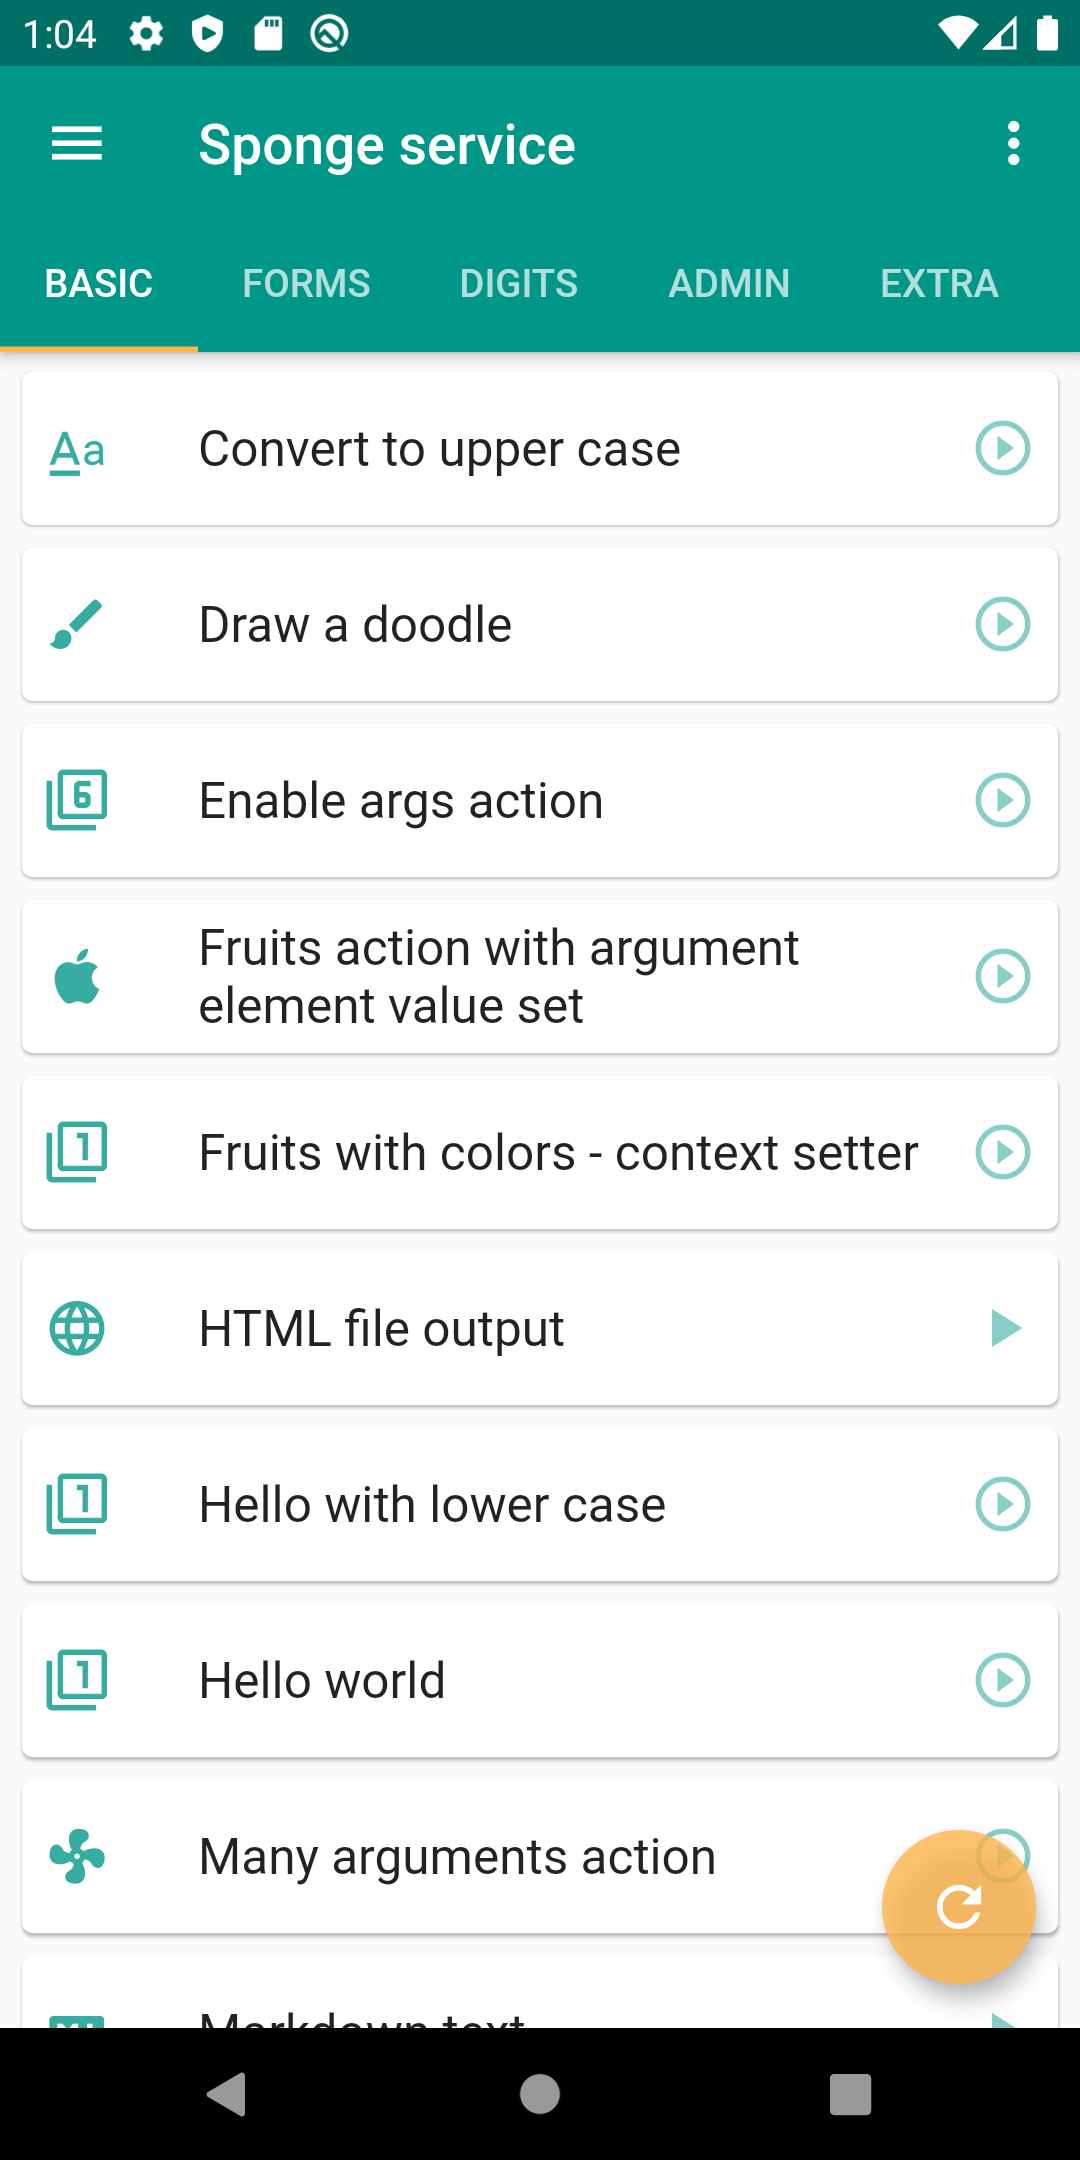 1:04
Sponge service
BASIC FORMS DIGITS ADMIN EXTRA
Aa Convert to upper case
Draw a doodle
6 Enable args action
Fruits action with argument
element value set
1 Fruits with colors - context setter
HTML file output
1 Hello with lower case
1 Hello world
Many arguments action
Markdown text